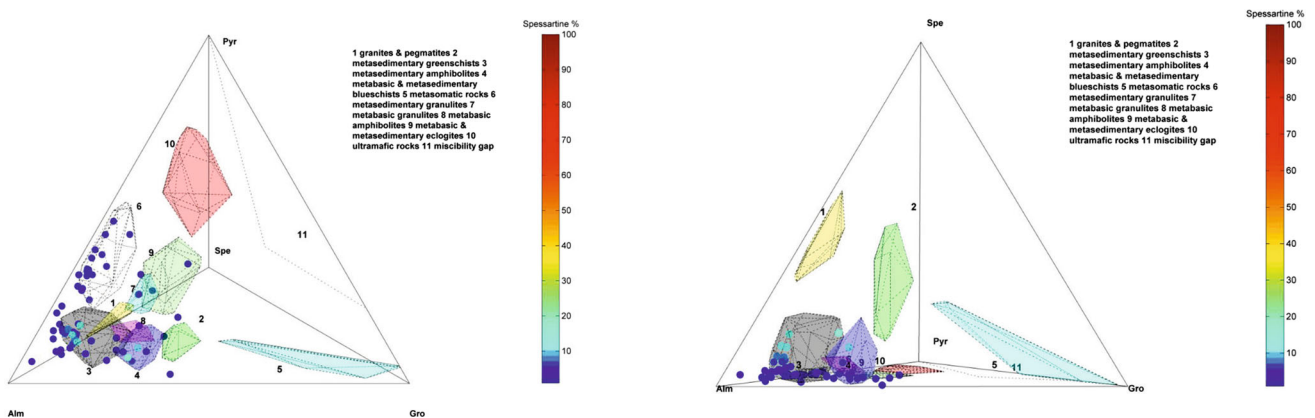 Spessartine %
100
90
80
70
60
50
40
30
20
10
Pyr
1 granites & pegmatites 2
metasedimentary greenschists 3
metasedimentary amphibolites 4
metabasic & metasedimentary
blueschists 5 metasomatic rocks 6
metasedimentary granulites 7
metabasic granulites 8 metabasic
amphibolites 9 metabasic &
metasedimentary eclogites 10
ultramafic rocks 11 miscibility gap
10
6
11
9
Spe
7
1
8
2
3
4
5
Alm
Gro
Spessartine %
100
90
80
70
60
50
40
30
20
10
Spe
1 granites & pegmatites 2
metasedimentary greenschists 3
metasedimentary amphibolites 4
metabasic & metasedimentary
blueschists 5 metasomatic rocks 6
metasedimentary granulites 7
metabasic granulites 8 metabasic
amphibolites 9 metabasic &
metasedimentary eclogites 10
ultramafic rocks 11 miscibility gap
1
2
Pyr
3
4
9
10
5
11
Alm
Gro